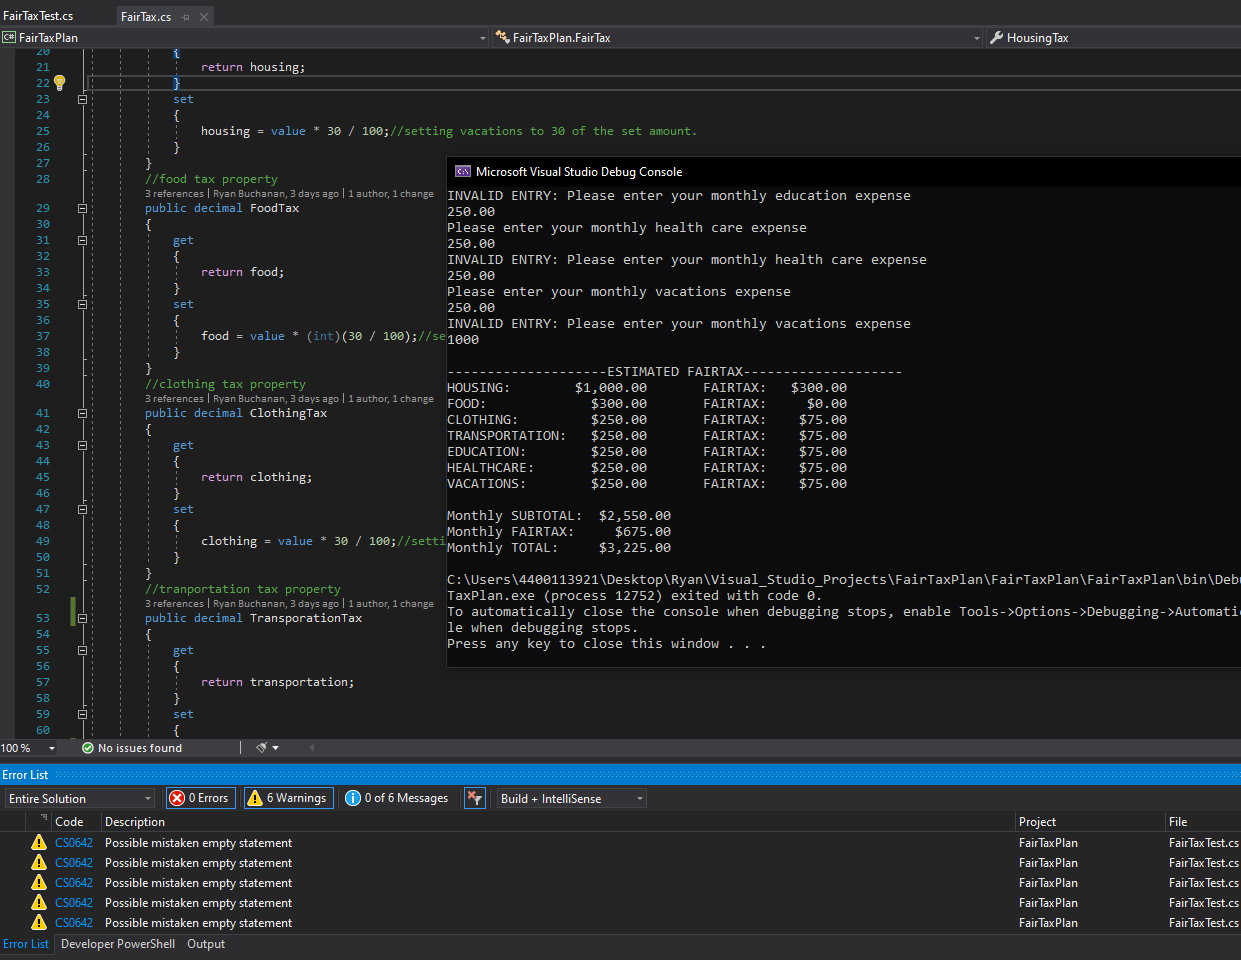 FairTaxTest.cs
FairTax.cs
C# FairTaxPlan
FairTaxPlan.FairTax
HousingTax
20 {
21 return housing;
22 }
23 set
24 {
25 housing = value * 30 / 100;//setting vacations to 30 of the set amount.
26 }
27 }
28 //food tax property
3 references | Ryan Buchanan, 3 days ago | 1 author, 1 change
29 public decimal FoodTax
30 {
31 get
32 {
33 return food;
34 }
35 set
36 {
37 food = value * (int)(30 / 100);//se
38 }
39 }
40 //clothing tax property
3 references | Ryan Buchanan, 3 days ago | 1 author, 1 change
41 public decimal ClothingTax
42 {
43 get
44 {
45 return clothing;
46 }
47 set
48 {
49 clothing = value * 30 / 100;//setti
50 }
51 }
52 //tranportation tax property
3 references | Ryan Buchanan, 3 days ago | 1 author, 1 change
53 public decimal TransporationTax
54 {
55 get
56 {
57 return transportation;
58 }
59 set
60 {
C:\ Microsoft Visual Studio Debug Console
INVALID ENTRY: Please enter your monthly education expense
250.00
Please enter your monthly health care expense
250.00
INVALID ENTRY: Please enter your monthly health care expense
250.00
Please enter your monthly vacations expense
250.00
INVALID ENTRY: Please enter your monthly vacations expense
1000
--------------------ESTIMATED FAIRTAX--------------------
HOUSING: $1,000.00 FAIRTAX: $300.00
FOOD: $300.00 FAIRTAX: $0.00
CLOTHING: $250.00 FAIRTAX: $75.00
TRANSPORTATION: $250.00 FAIRTAX: $75.00
EDUCATION: $250.00 FAIRTAX: $75.00
HEALTHCARE: $250.00 FAIRTAX: $75.00
VACATIONS: $250.00 FAIRTAX: $75.00
Monthly SUBTOTAL: $2,550.00
Monthly FAIRTAX: $675.00
Monthly TOTAL: $3,225.00
C:\Users\4400113921\Desktop\Ryan\Visual_Studio_Projects\FairTaxPlan\FairTaxPlan\FairTaxPlan\bin\Debu
TaxPlan.exe (process 12752) exited with code 0.
To automatically close the console when debugging stops, enable Tools->Options->Debugging->Automati
le when debugging stops.
Press any key to close this window . . .
100 % No issues found
Error List
Entire Solution 0 Errors 6 Warnings 0 of 6 Messages Build + IntelliSense
Code Description Project File
CS0642 Possible mistaken empty statement FairTaxPlan FairTaxTest.cs
CS0642 Possible mistaken empty statement FairTaxPlan FairTaxTest.cs
CS0642 Possible mistaken empty statement FairTaxPlan FairTaxTest.cs
CS0642 Possible mistaken empty statement FairTaxPlan FairTaxTest.cs
CS0642 Possible mistaken empty statement FairTaxPlan FairTaxTest.cs
Error List Developer PowerShell Output